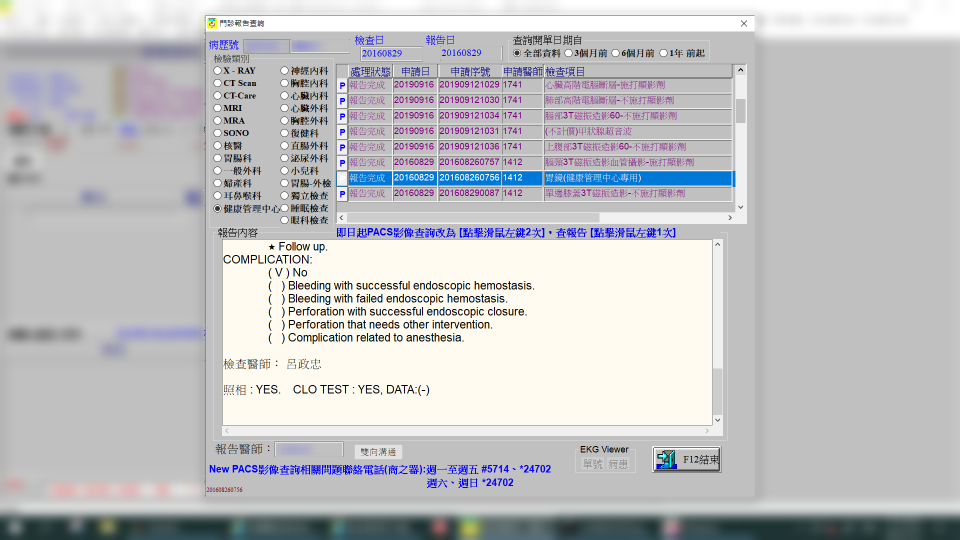 門診報告查詢
病歷號
檢查日
報告日
20160829
20160829
查詢開單日期自
全部資料 3個月前 6個月前 1年 前起
檢驗類別
X - RAY 神經內科
CT Scan 胸腔內科
CT-Care 心臟內科
MRI 心臟外科
MRA 胸腔外科
SONO 復健科
核醫 直腸外科
胃腸科 泌尿外科
一般外科 小兒科
婦產科 胃腸-外檢
耳鼻喉科 獨立檢查
健康管理中心 睡眠檢查
眼科檢查
處理狀態 申請日 申請序號 申請醫師 檢查項目
P 報告完成 20190916 201909121029 1741 心臟高階電腦斷層-施打顯影劑
P 報告完成 20190916 201909121030 1741 肺部高階電腦斷層-不施打顯影劑
P 報告完成 20190916 201909121034 1741 腦部3T磁振造影60-不施打顯影劑
P 報告完成 20190916 201909121031 1741 (不計價)甲狀腺超音波
P 報告完成 20190916 201909121036 1741 上腹部3T磁振造影60-不施打顯影劑
P 報告完成 20160829 201608260757 1412 腦頸3T磁振造影血管攝影-施打顯影劑
報告完成 20160829 201608260756 1412 胃鏡(健康管理中心專用)
P 報告完成 20160829 201608290087 1412 單邊膝蓋3T磁振造影-不施打顯影劑
報告內容
即日起PACS影像查詢改為 [點擊滑鼠左鍵2次]，查報告 [點擊滑鼠左鍵1次]
★ Follow up.
COMPLICATION:
( V ) No
( ) Bleeding with successful endoscopic hemostasis.
( ) Bleeding with failed endoscopic hemostasis.
( ) Perforation with successful endoscopic closure.
( ) Perforation that needs other intervention.
( ) Complication related to anesthesia.
檢查醫師： 呂政忠
照相 : YES. CLO TEST : YES, DATA:(-)
報告醫師：
雙向溝通
EKG Viewer
單號 病患
F12結束
New PACS影像查詢相關問題聯絡電話(商之器):週一至週五 #5714、*24702
週六、週日 *24702
201608260756